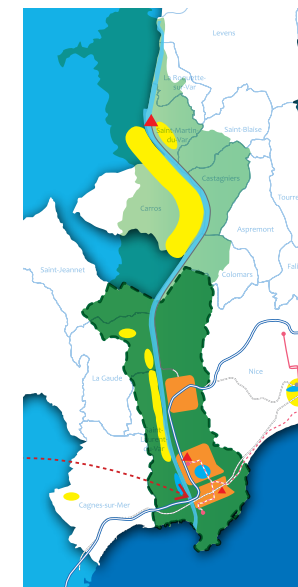 Levens
La Roquette-
sur-Var
Saint-Martin-
du-Var
Saint-Blaise
Castagniers
Carros
Aspremont
Colomars
Saint-Jeannet
La Gaude
Nice
Cagnes-sur-Mer